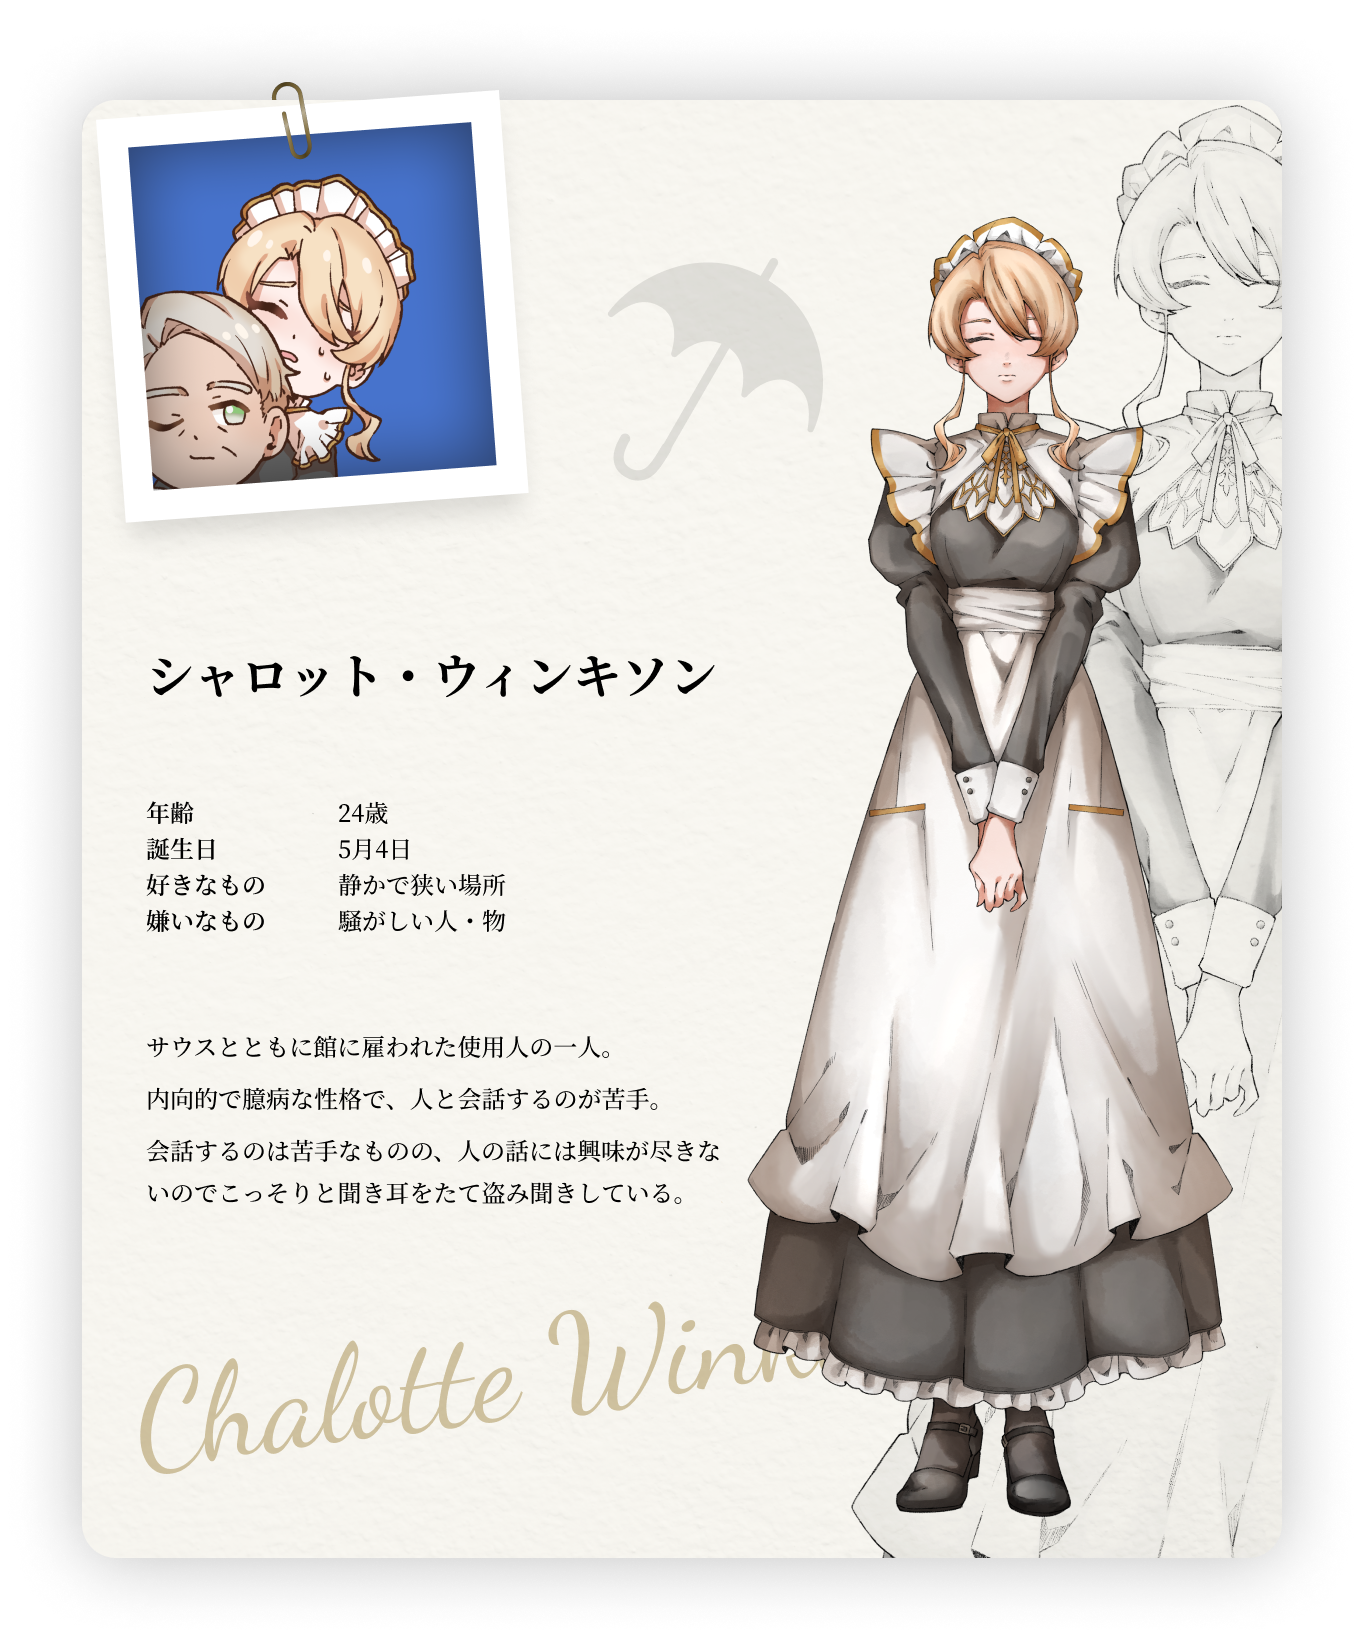 シャロット・ウィンキソン
年齢 24歳
誕生日 5月4日
好きなもの 静かで狭い場所
嫌いなもの 騒がしい人・物
サウスとともに館に雇われた使用人の一人。
内向的で臆病な性格で、人と会話するのが苦手。
会話するのは苦手なものの、人の話には興味が尽きな
いのでこっそりと聞き耳をたて盗み聞きしている。
Chalotte Wink